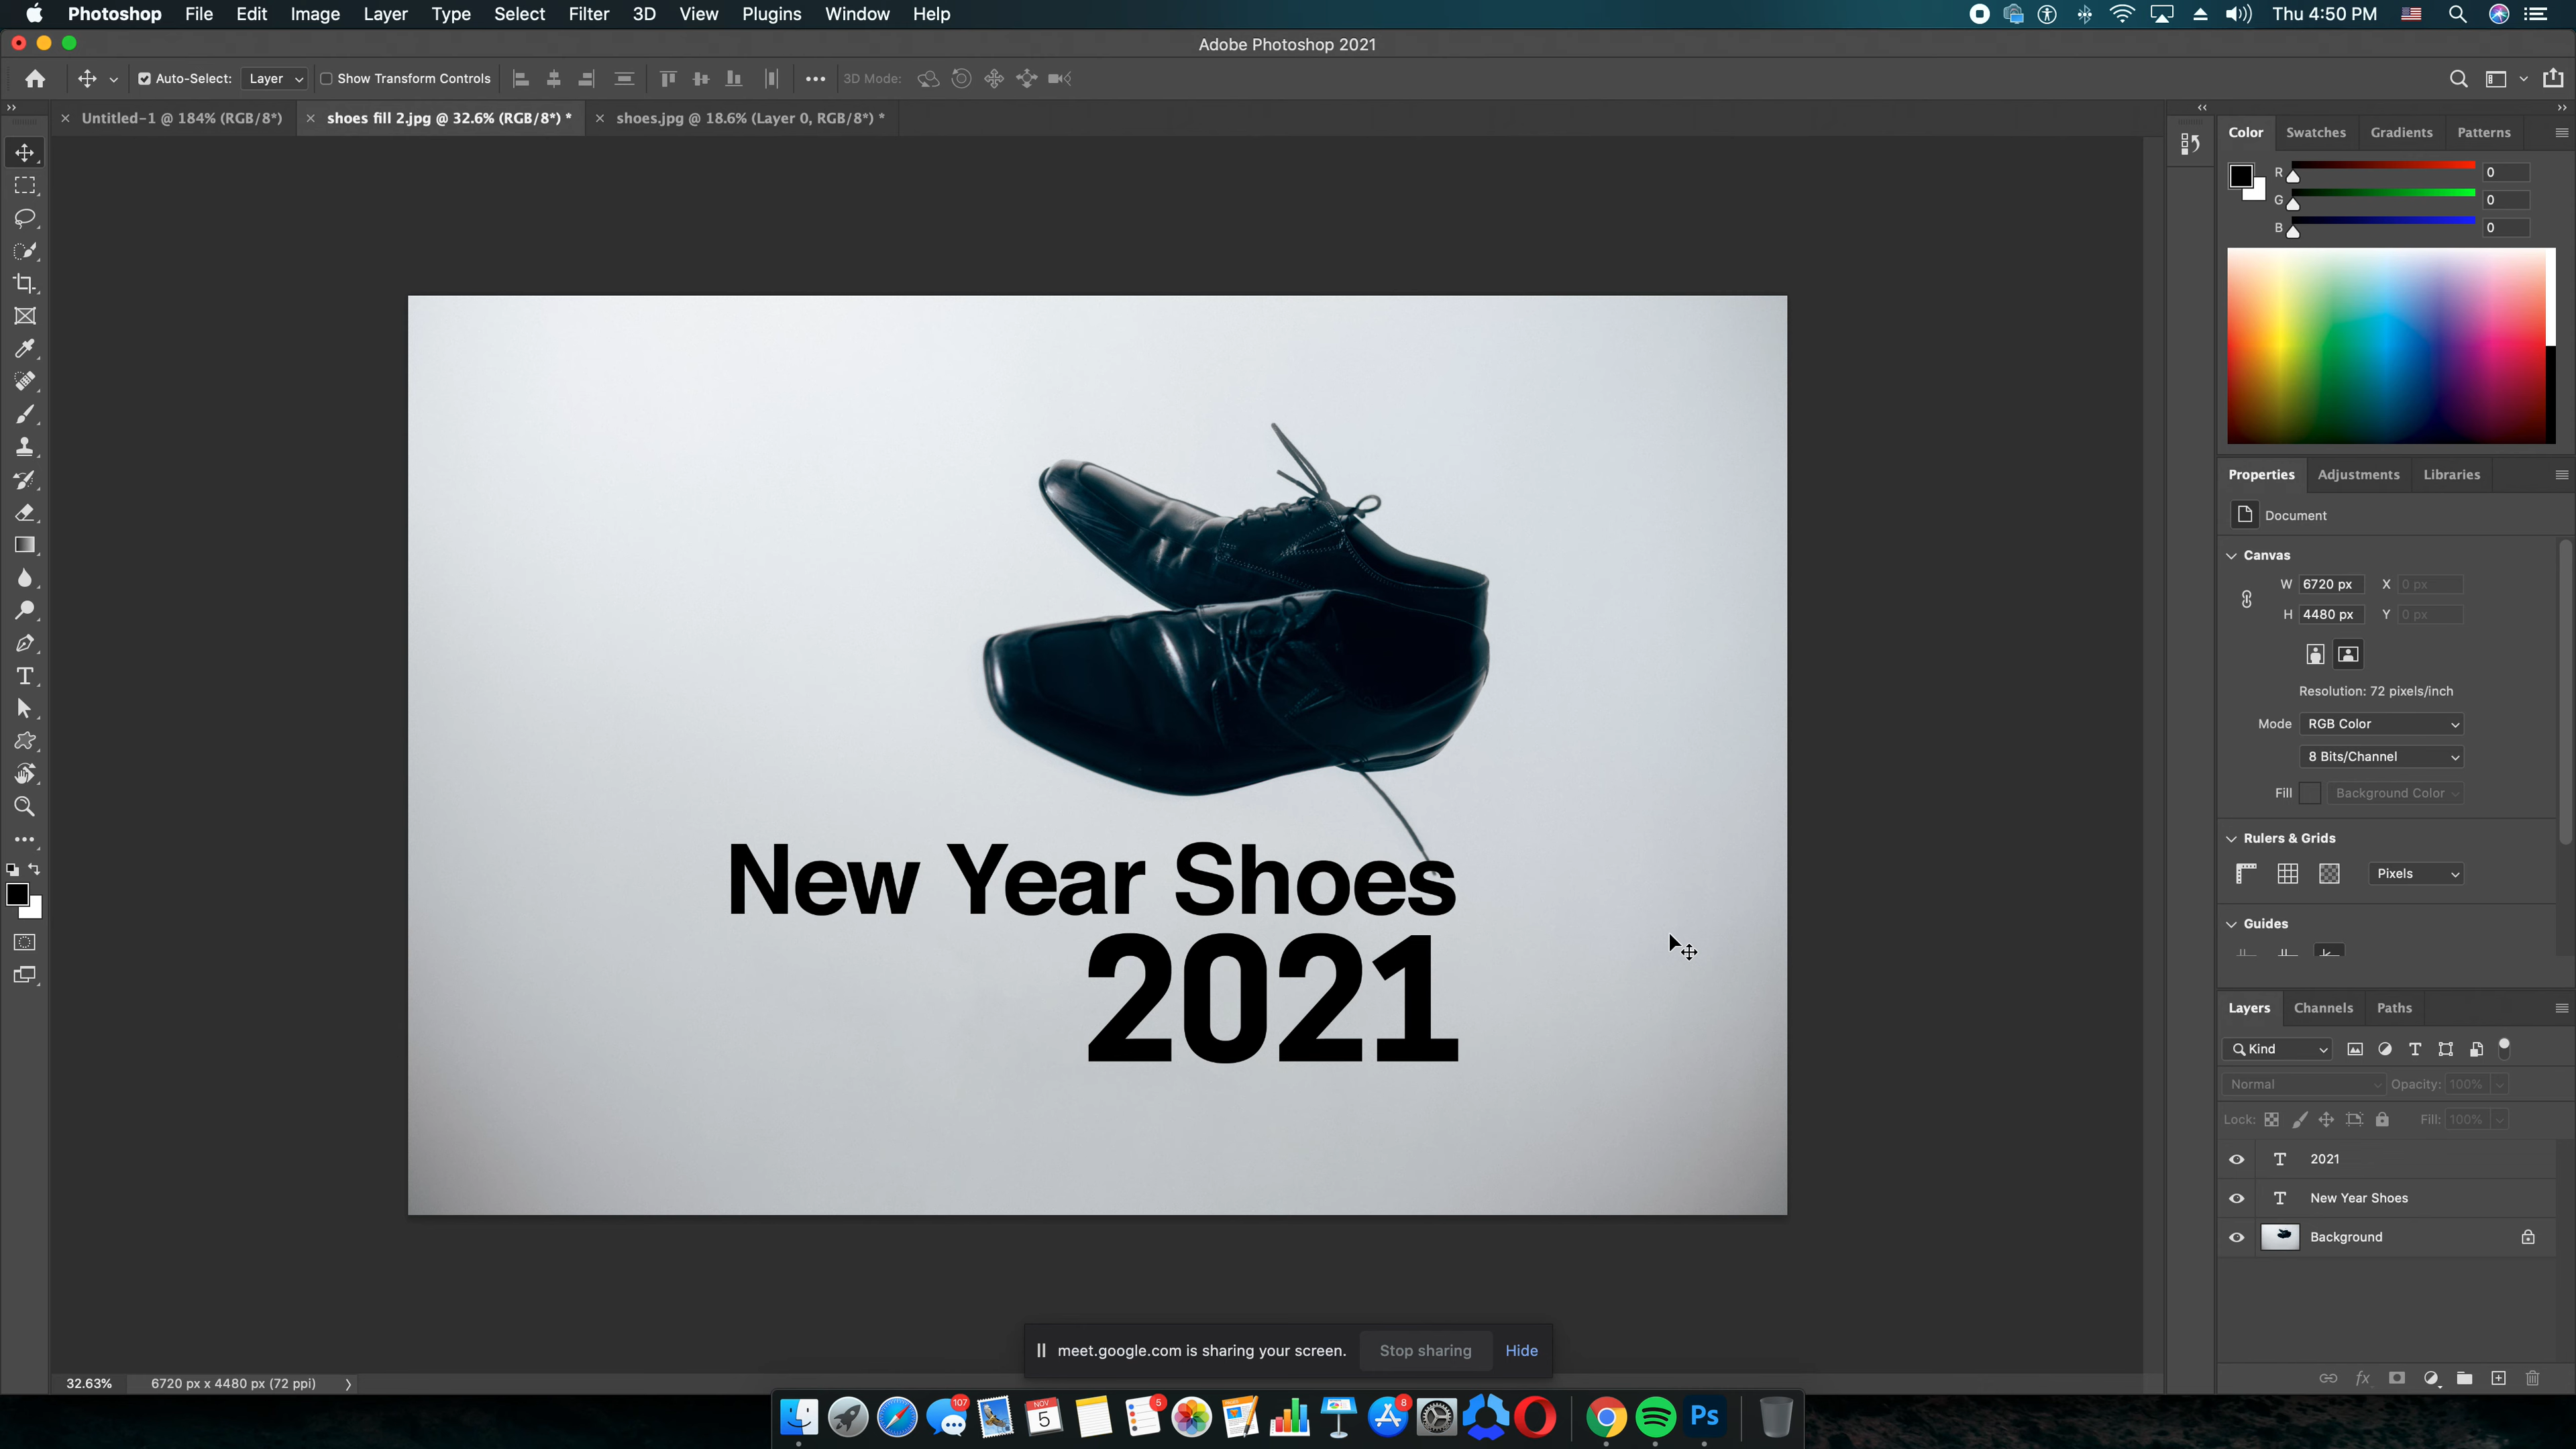 Photoshop File Edit Image Layer Type Select Filter 3D View Plugins Window Help Thu 4:50 PM
Adobe Photoshop 2021
Auto-Select: Layer Show Transform Controls 3D Mode:
Untitled-1 @ 184% (RGB/8*) shoes fill 2.jpg @ 32.6% (RGB/8*) * shoes.jpg @ 18.6% (Layer 0, RGB/8*) *
Color Swatches Gradients Patterns
R 0
G 0
B 0
Properties Adjustments Libraries
Document
Canvas
W 6720 px X 0 px
H 4480 px Y 0 px
Resolution: 72 pixels/inch
Mode RGB Color
8 Bits/Channel
Fill Background Color
Rulers & Grids
Pixels
Guides
New Year Shoes
2021
Layers Channels Paths
Kind
Normal Opacity: 100%
Lock: Fill: 100%
2021
New Year Shoes
Background
meet.google.com is sharing your screen. Stop sharing Hide
32.63% 6720 px x 4480 px (72 ppi)
107 NOV 5 5 8 Ps